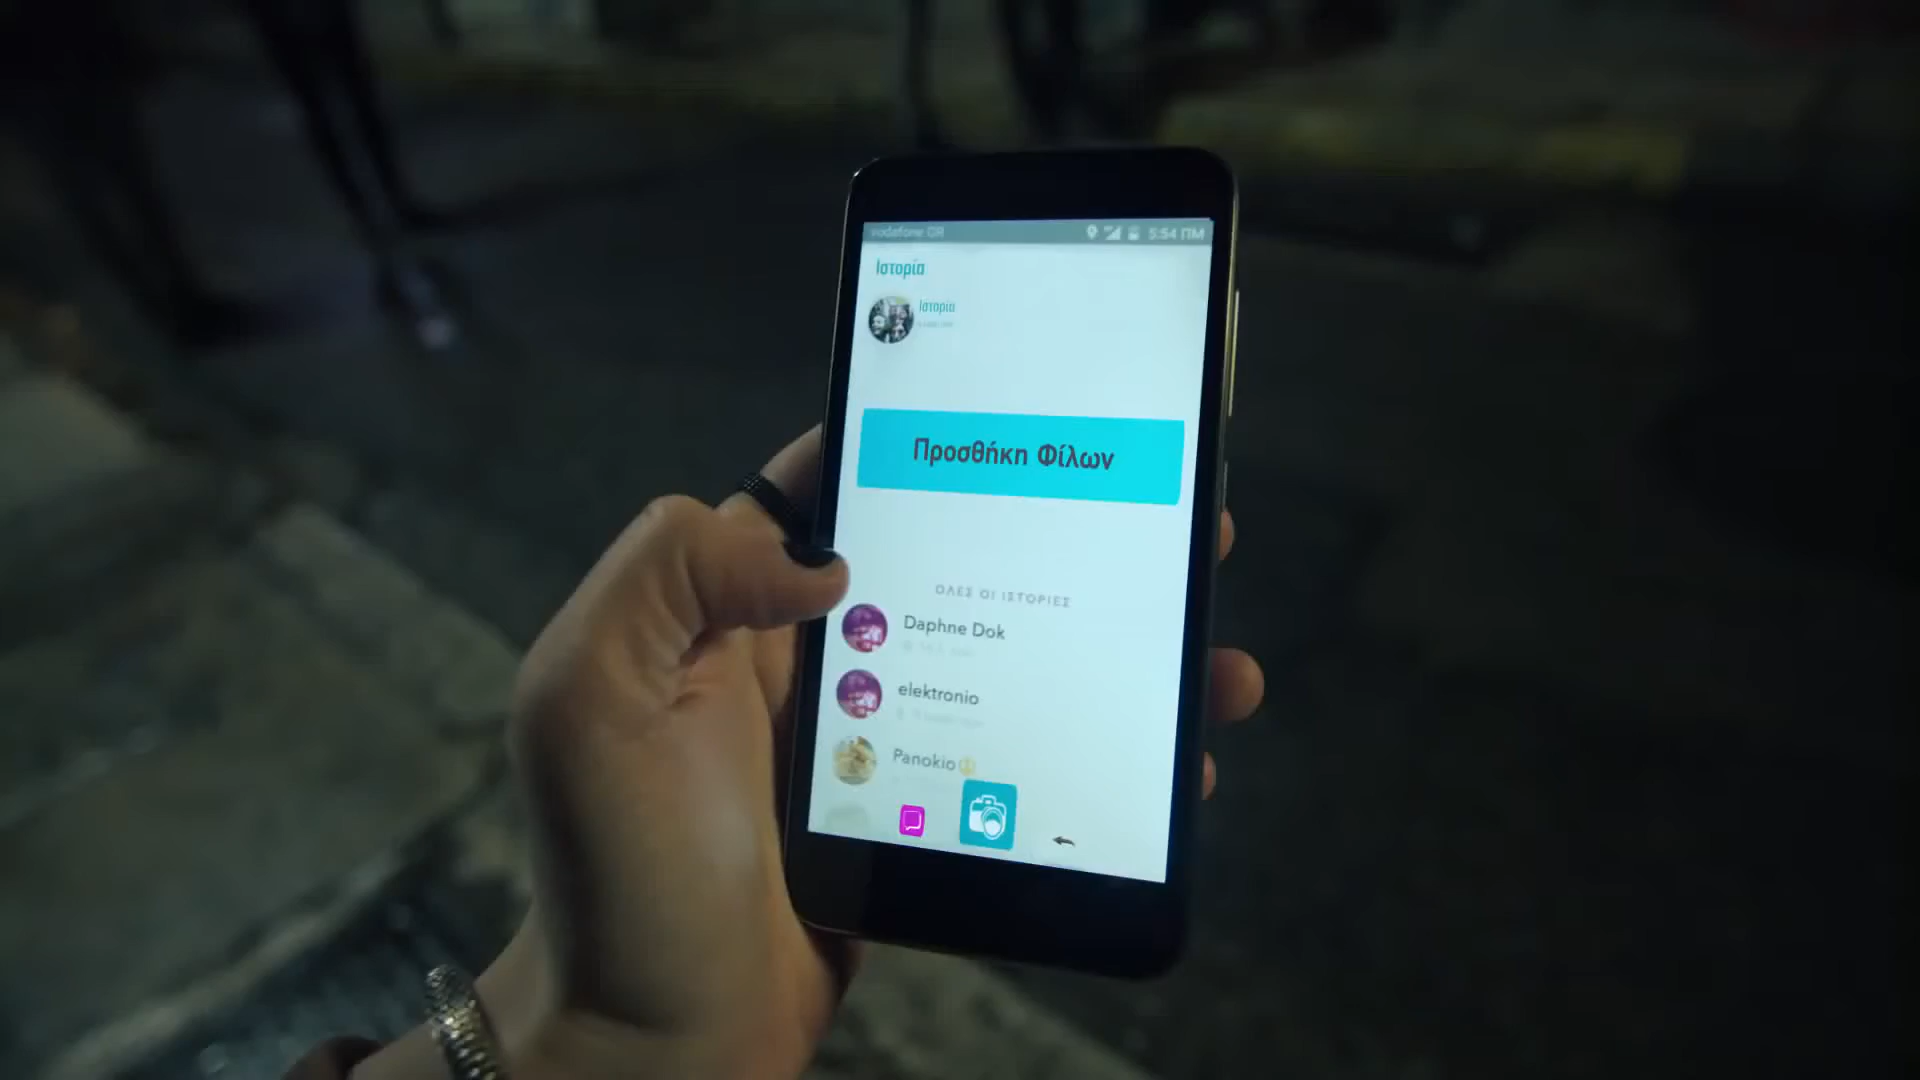 vodafone GR
5:54 ΠΜ
Ιστορία
Ιστορία
Προσθήκη Φίλων
ΟΛΕΣ ΟΙ ΙΣΤΟΡΙΕΣ
Daphne Dok
elektronio
Panokio